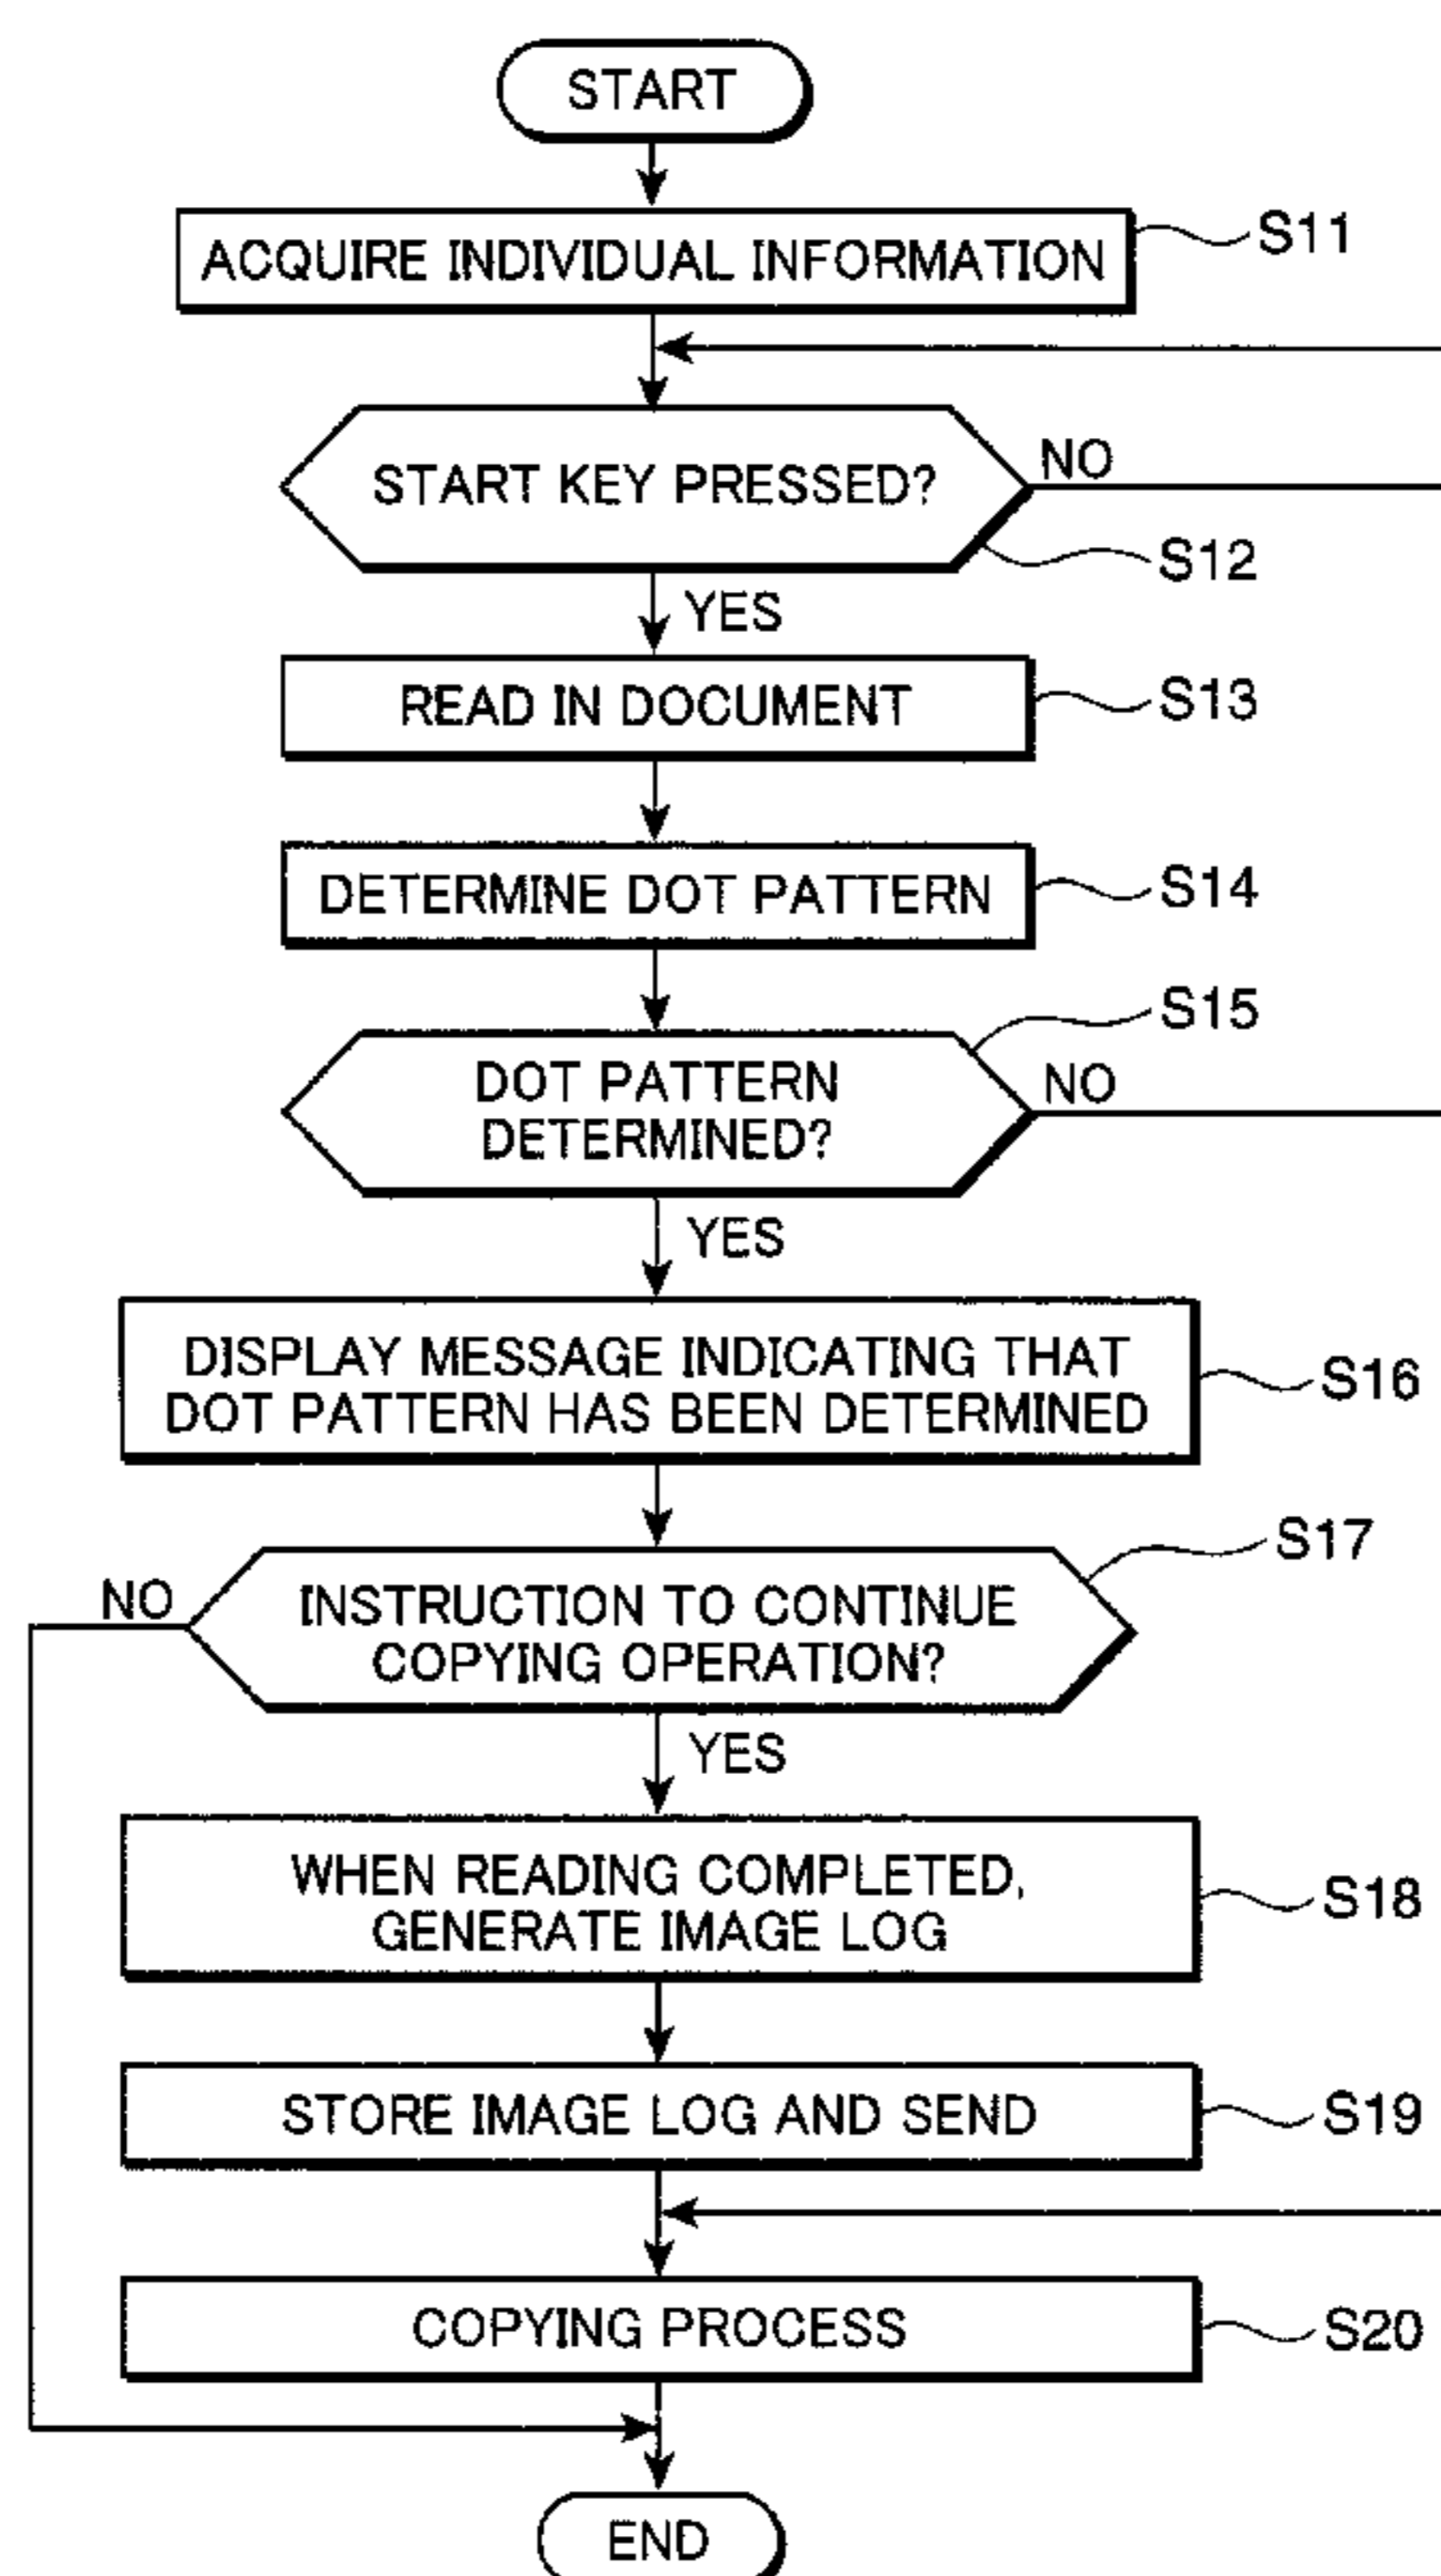 START
ACQUIRE INDIVIDUAL INFORMATION
S11
START KEY PRESSED?
NO
S12
YES
READ IN DOCUMENT
S13
DETERMINE DOT PATTERN
S14
S15
DOT PATTERN
DETERMINED?
NO
YES
DISPLAY MESSAGE INDICATING THAT
DOT PATTERN HAS BEEN DETERMINED
S16
S17
NO
INSTRUCTION TO CONTINUE
COPYING OPERATION?
YES
WHEN READING COMPLETED,
GENERATE IMAGE LOG
S18
STORE IMAGE LOG AND SEND
S19
COPYING PROCESS
S20
END